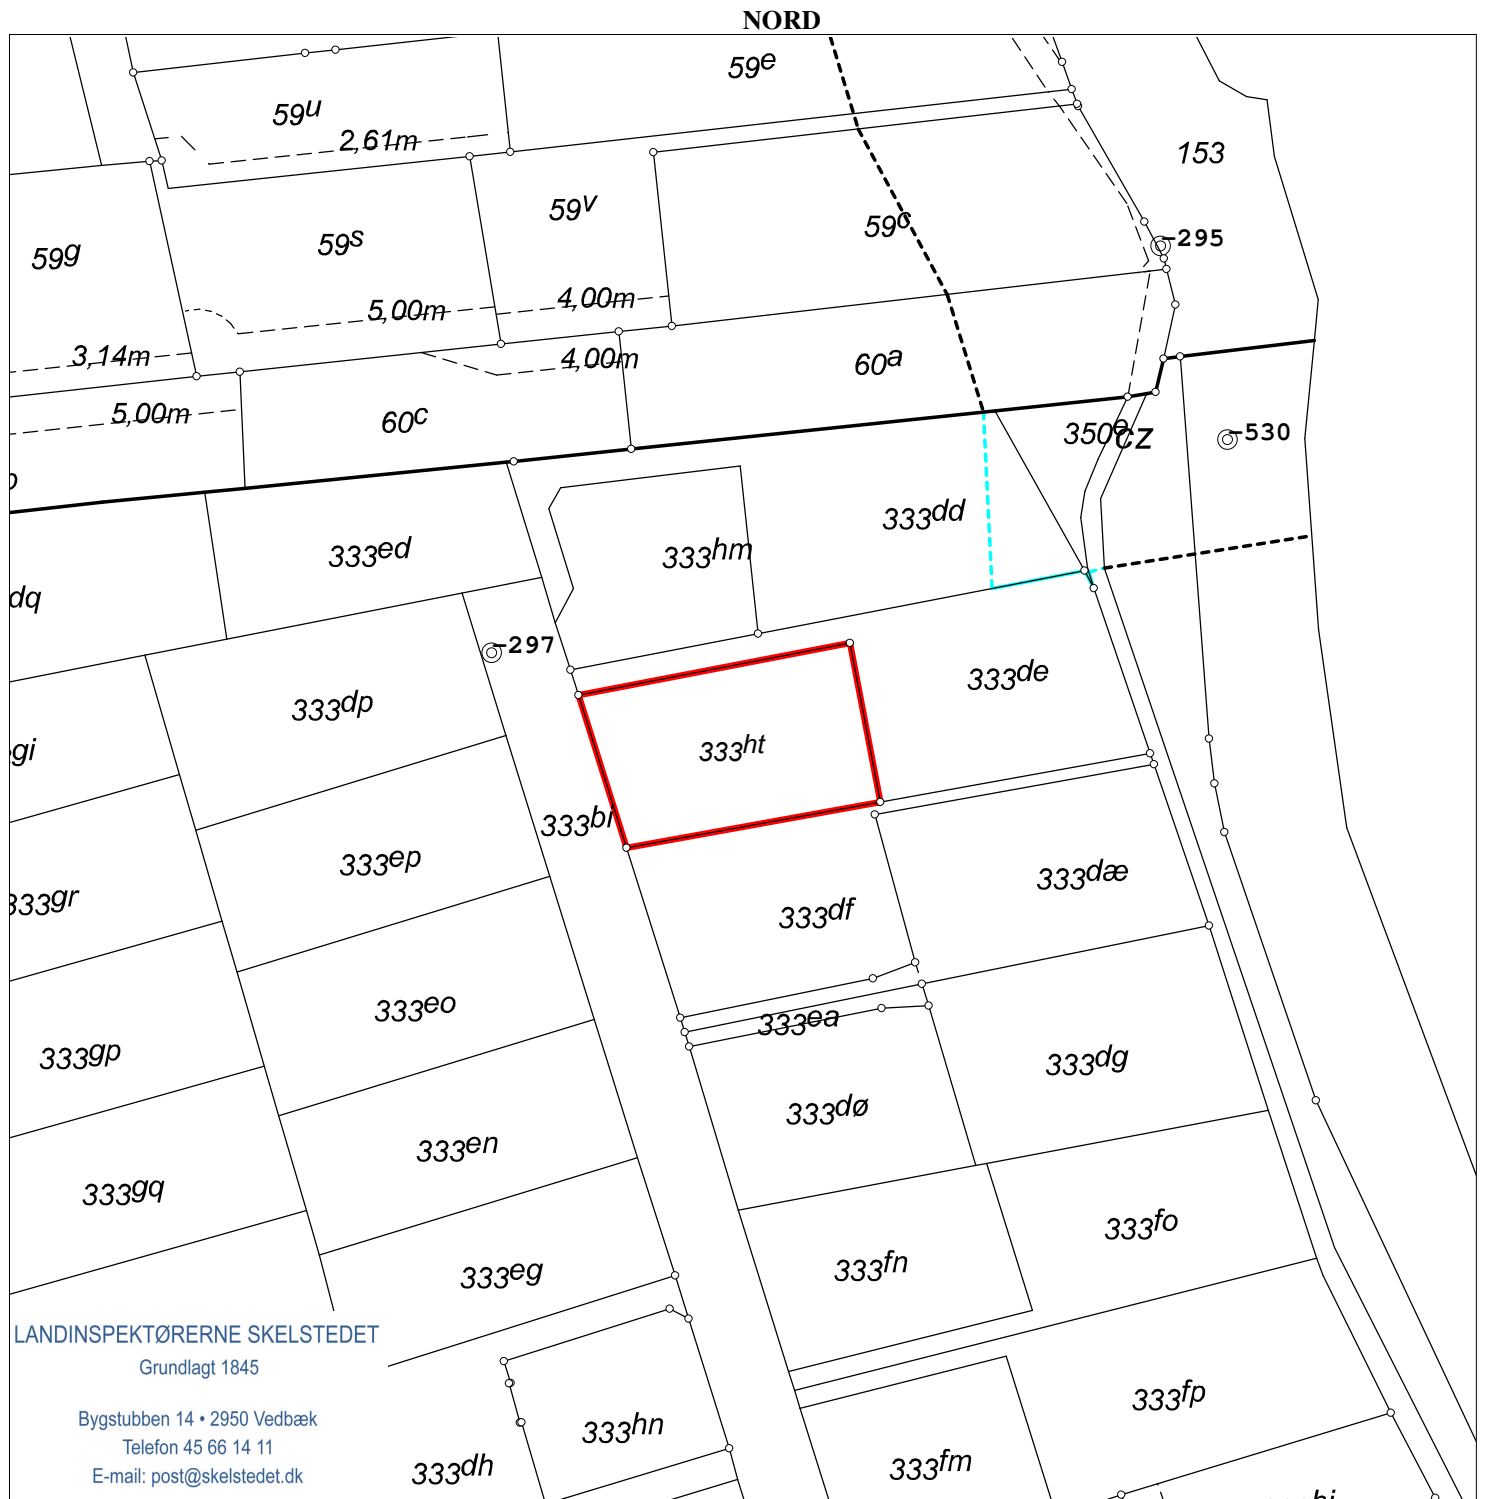 NORD
59e
59u
2,61m
153
59v
59c
59g
59s
-295
5,00m
4,00m
3,14m
4,00m
60a
5,00m
60c
350e
cz
-530
333dd
333ed
333hm
dq
-297
333dp
333de
gi
333ht
333bi
333ep
333dæ
333gr
333df
333eo
333ea
333gp
333dg
333dø
333en
333gq
333fo
333fn
333eg
LANDINSPEKTØRERNE SKELSTEDET
Grundlagt 1845
Bygstubben 14 • 2950 Vedbæk
Telefon 45 66 14 11
E-mail: post@skelstedet.dk
333fp
333hn
333dh
333fm